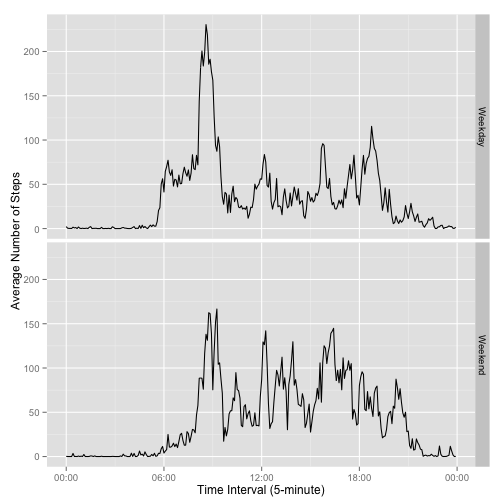 200
150
100
50
0
Weekday
Average Number of Steps
200
150
100
50
0
Weekend
00:00 06:00 12:00 18:00 00:00
Time Interval (5-minute)